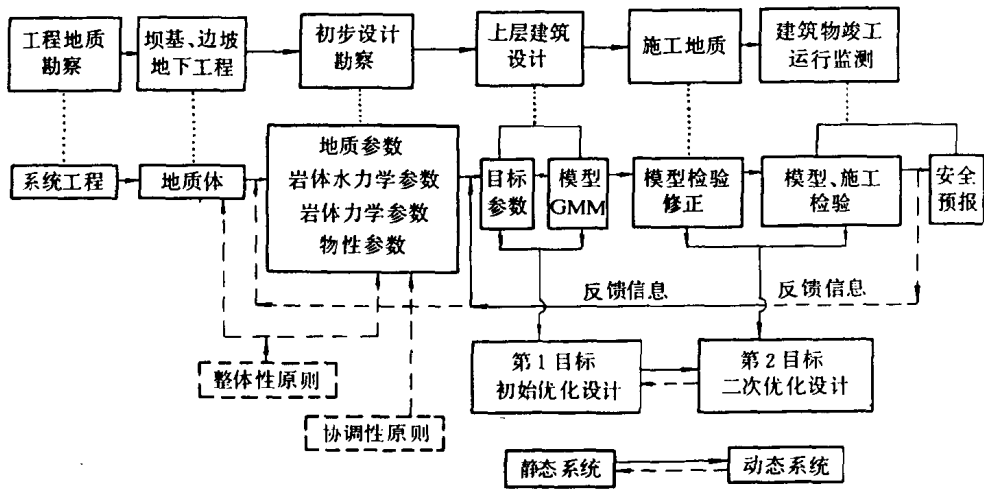 工程地质
勘察
坝基、边坡
地下工程
初步设计
勘察
上层建筑
设计
施工地质
建筑物竣工
运行监测
系统工程
地质体
地质参数
岩体水力学参数
岩体力学参数
物性参数
目标
参数
模型
GMM
模型检验
修正
模型、施工
检验
安全
预报
反馈信息
反馈信息
整体性原则
协调性原则
第1目标
初始优化设计
第2目标
二次优化设计
静态系统
动态系统